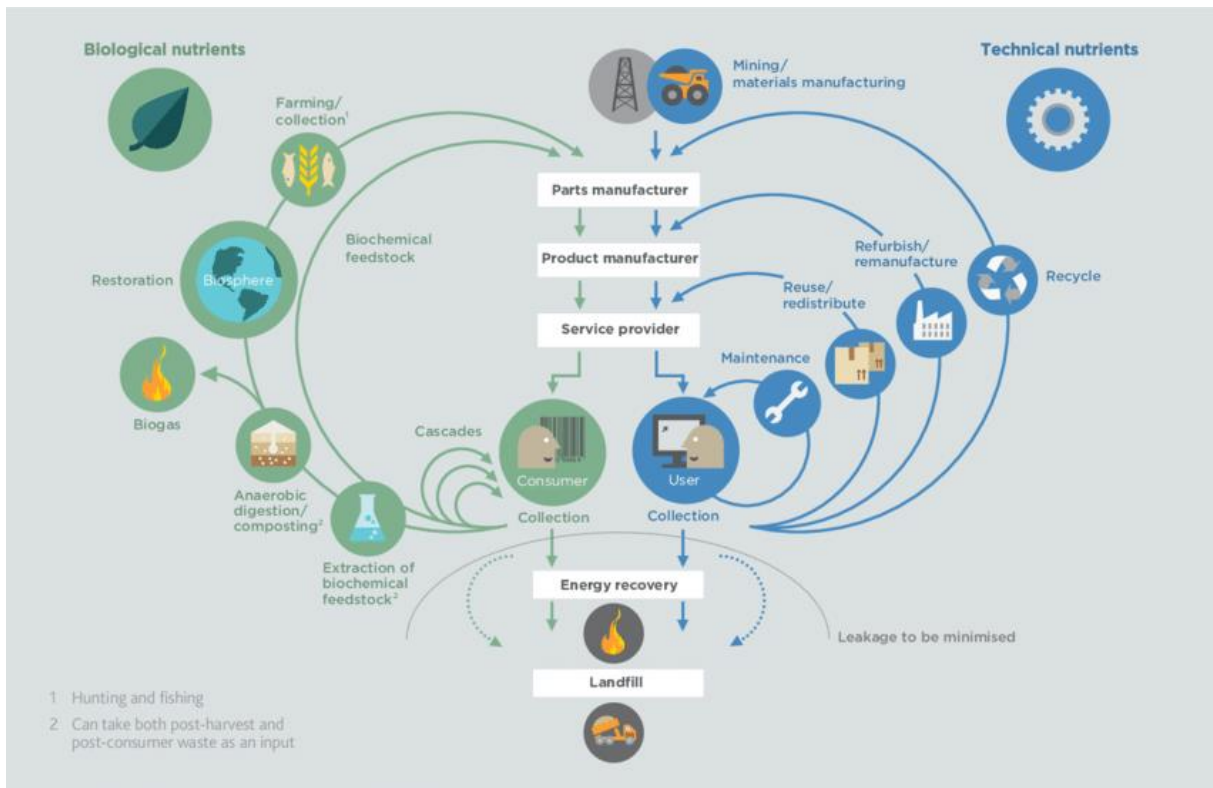 Biological nutrients
Technical nutrients
Mining/
materials manufacturing
Farming/
collection¹
Parts manufacturer
Biochemical
feedstock
Refurbish/
remanufacture
Product manufacturer
Restoration
Biosphere
Recycle
Reuse/
redistribute
Service provider
Maintenance
Biogas
Cascades
Consumer
User
Anaerobic
digestion/
composting²
Collection
Collection
Extraction of
biochemical
feedstock²
Energy recovery
Leakage to be minimised
Landfill
1 Hunting and fishing
2 Can take both post-harvest and
post-consumer waste as an input